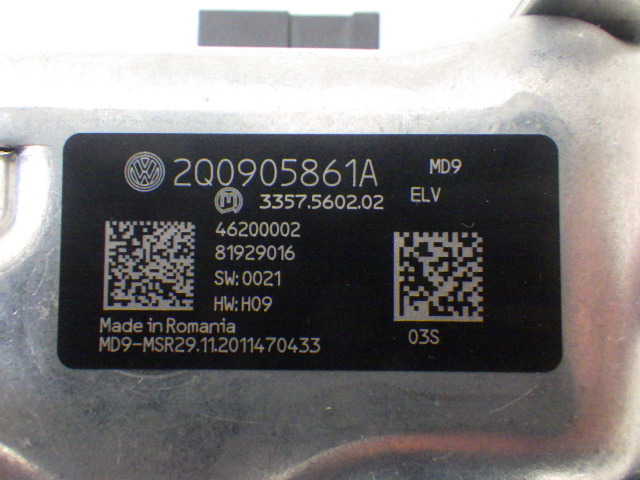 2Q0905861A MD9
3357.5602.02 ELV
46200002
81929016
SW:0021
HW:H09
Made in Romania
MD9-MSR29.11.2011470433
03S